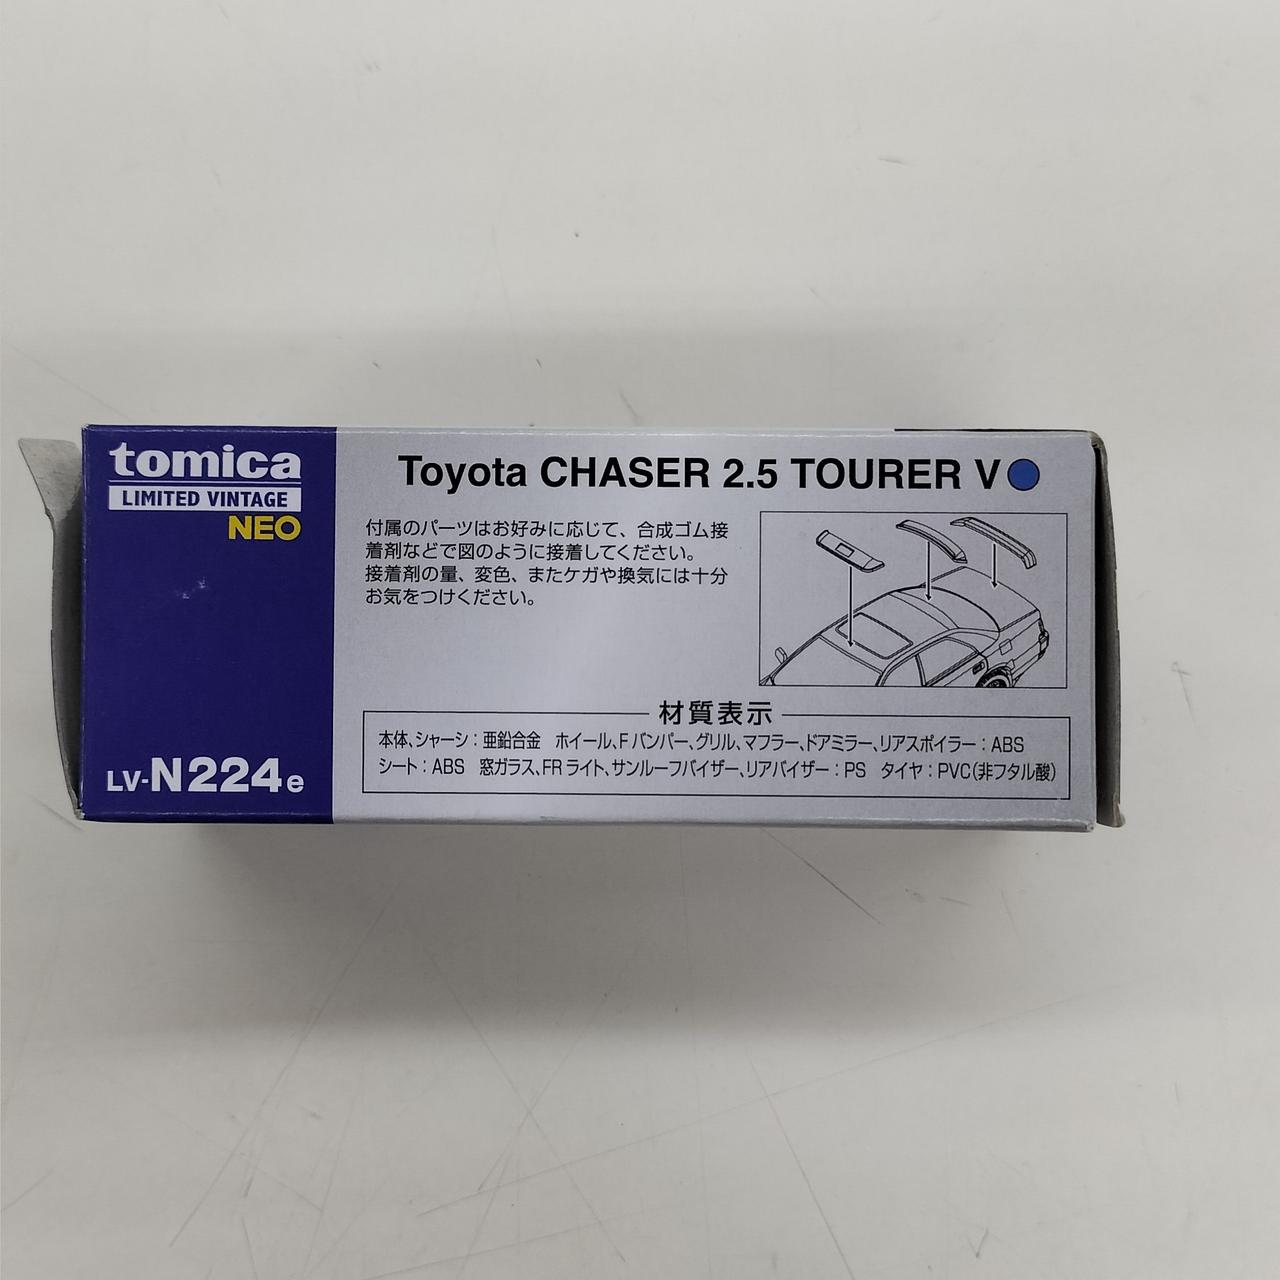 tomica
LIMITED VINTAGE
NEO
LV-N224e
Toyota CHASER 2.5 TOURER V
付属のパーツはお好みに応じて、合成ゴム接
着剤などで図のように接着してください。
接着剤の量、変色、またケガや換気には十分
お気をつけください。
材質表示
本体、シャーシ：亜鉛合金 ホイール、Fバンパー、グリル、マフラー、ドアミラー、リアスポイラー：ABS
シート：ABS 窓ガラス、FRライト、サンルーフバイザー、リアバイザー：PS タイヤ：PVC（非フタル酸）